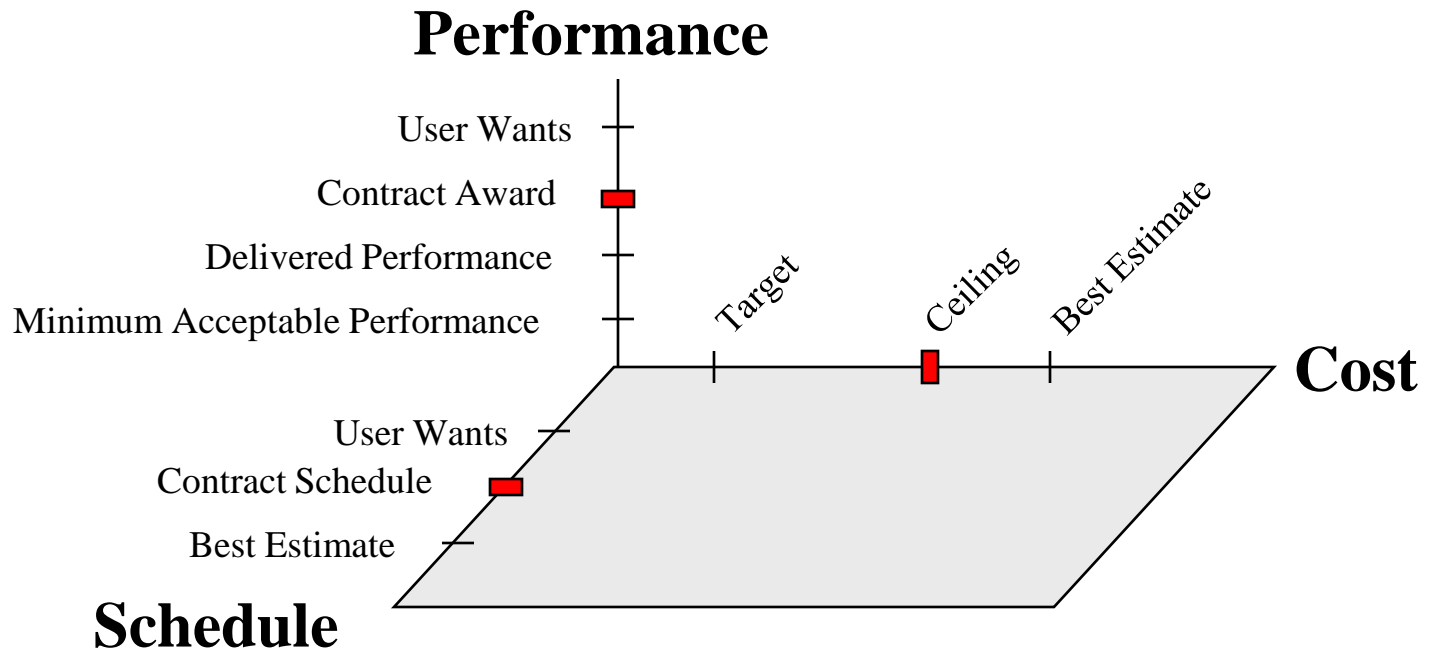 Performance
User Wants
Contract Award
Delivered Performance
Minimum Acceptable Performance
Target
Ceiling
Best Estimate
Cost
User Wants
Contract Schedule
Best Estimate
Schedule